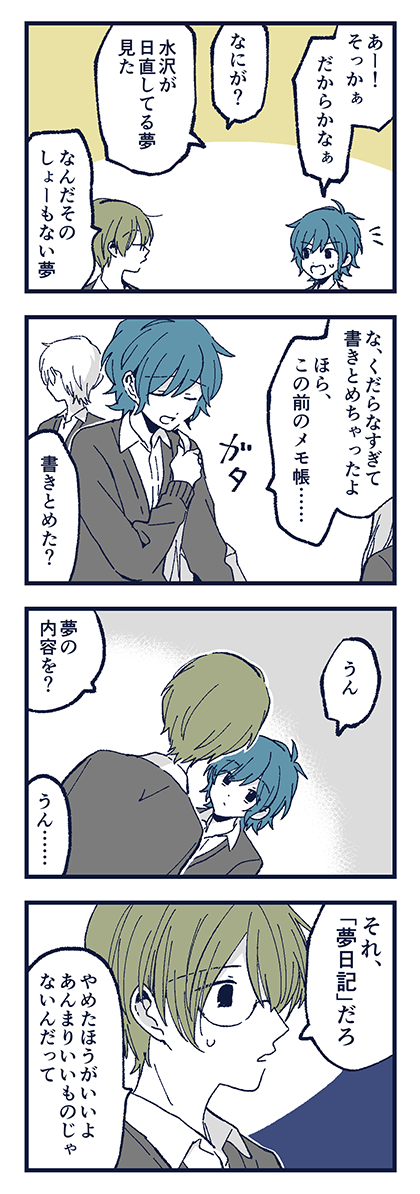 あー！
そっかぁ
だからかなぁ
なにが？
水沢が
日直してる夢
見た
なんだその
しょーもない夢
な、くだらなすぎて
書きとめちゃったよ
ほら、
この前のメモ帳……
ガタ
書きとめた？
うん
夢の
内容を？
うん……
それ、
「夢日記」だろ
やめたほうがいいよ
あんまりいいものじゃ
ないんだって